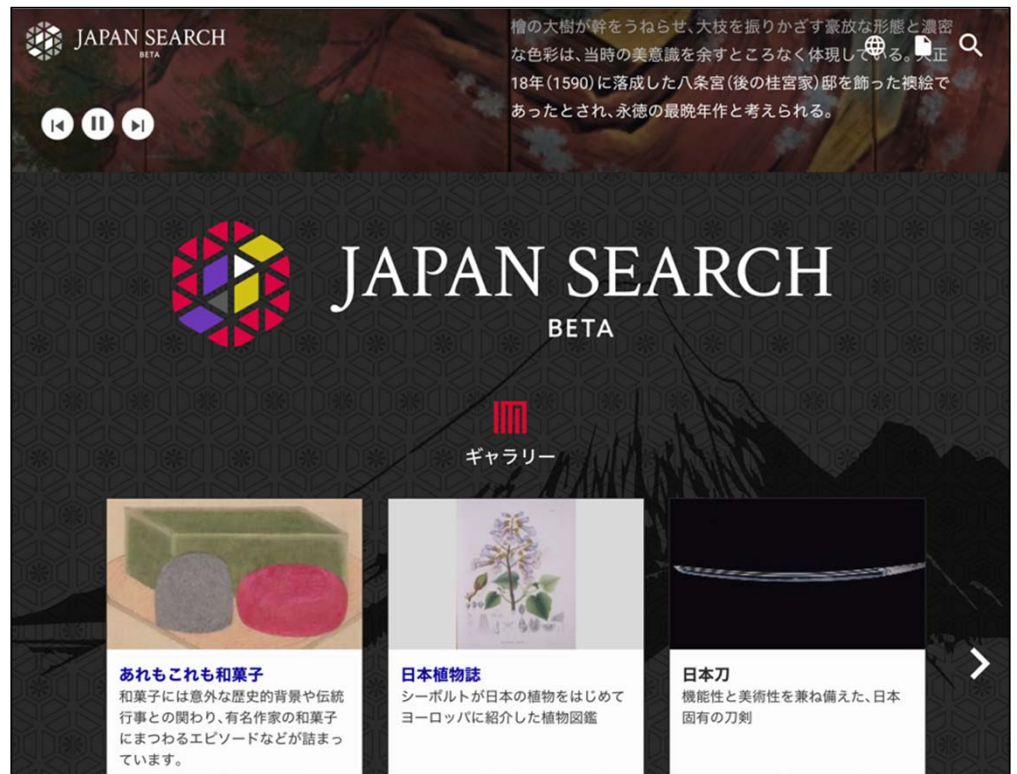 JAPAN SEARCH
BETA
檜の大樹が幹をうねらせ、大枝を振りかざす豪放な形態と濃密
な色彩は、当時の美意識を余すところなく体現している。天正
18年(1590)に落成した八条宮(後の桂宮家)邸を飾った襖絵で
あったとされ、永徳の最晩年作と考えられる。
JAPAN SEARCH
BETA
ギャラリー
あれもこれも和菓子
和菓子には意外な歴史的背景や伝統
行事との関わり、有名作家の和菓子
にまつわるエピソードなどが詰まっ
ています。
日本植物誌
シーボルトが日本の植物をはじめて
ヨーロッパに紹介した植物図鑑
日本刀
機能性と美術性を兼ね備えた、日本
固有の刀剣